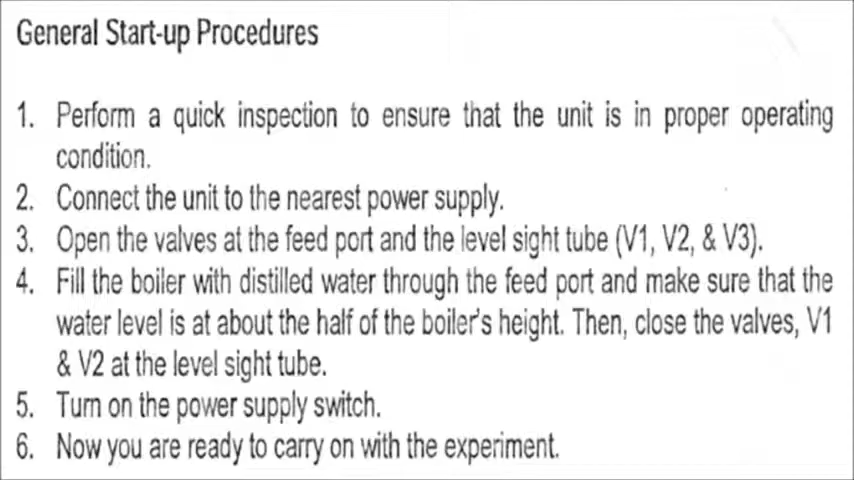 General Start-up Procedures
1. Perform a quick inspection to ensure that the unit is in proper operating
condition.
2. Connect the unit to the nearest power supply.
3. Open the valves at the feed port and the level sight tube (V1, V2, & V3).
4. Fill the boiler with distilled water through the feed port and make sure that the
water level is at about the half of the boiler's height. Then, close the valves, V1
& V2 at the level sight tube.
5. Turn on the power supply switch.
6. Now you are ready to carry on with the experiment.